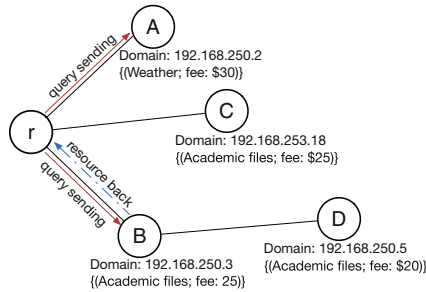 A
query sending
Domain: 192.168.250.2
{(Weather; fee: $30)}
C
r
Domain: 192.168.253.18
{(Academic files; fee: $25)}
resource back
query sending
B
D
Domain: 192.168.250.3
{(Academic files; fee: 25)}
Domain: 192.168.250.5
{(Academic files; fee: $20)}